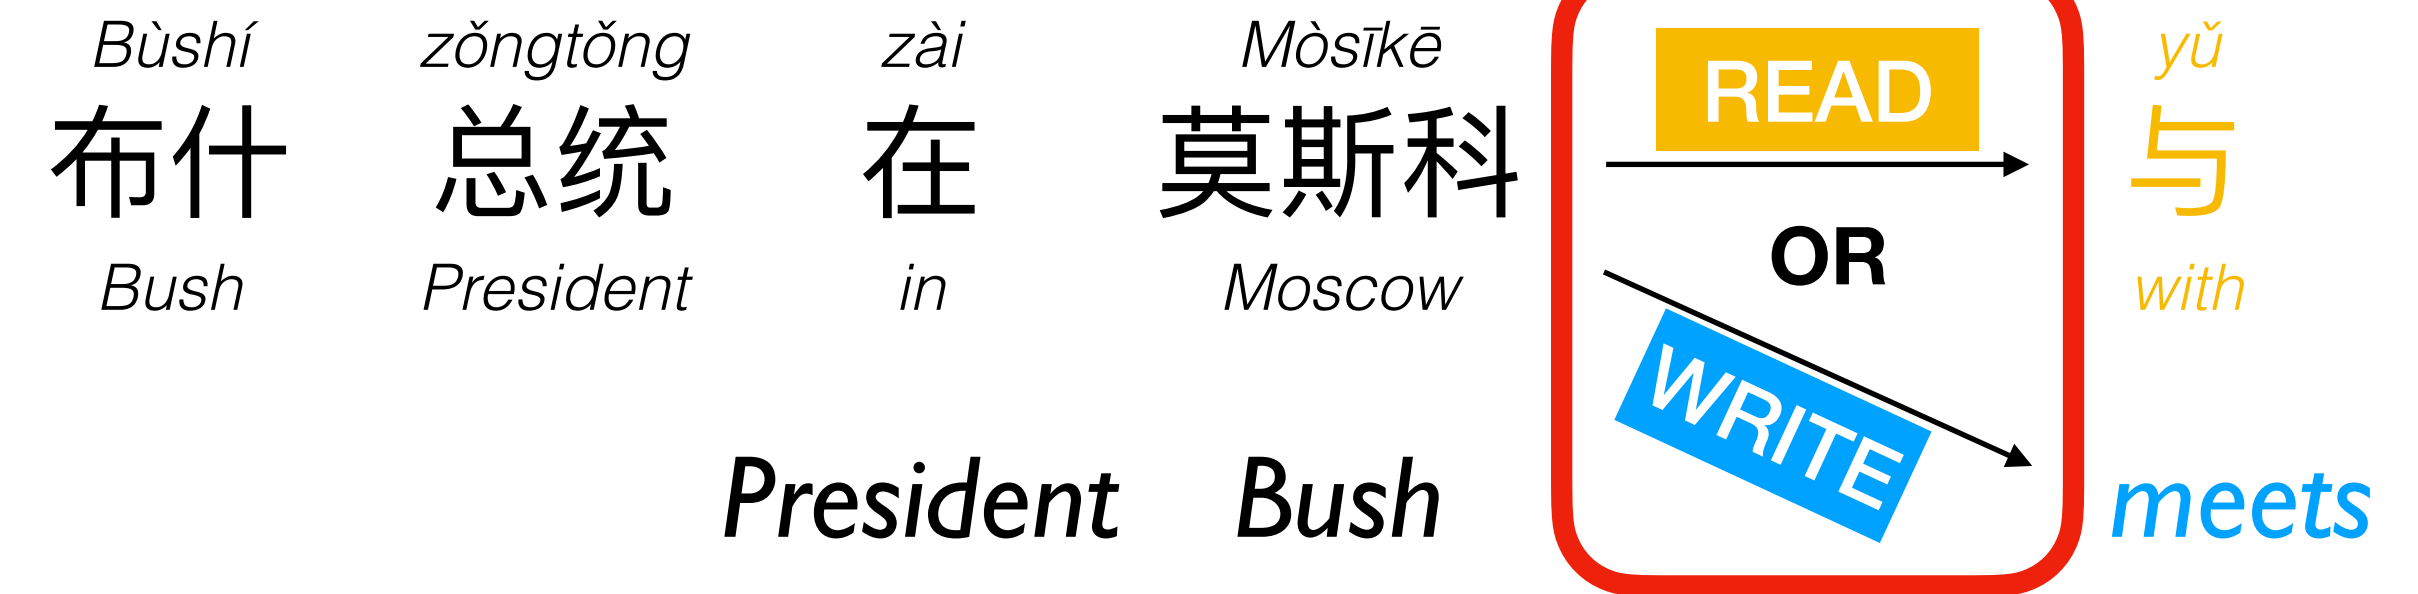 Bùshí zǒngtǒng zài Mòsīkē READ yǔ
布什 总统 在 莫斯科 与
OR
Bush President in Moscow with
WRITE
President Bush meets